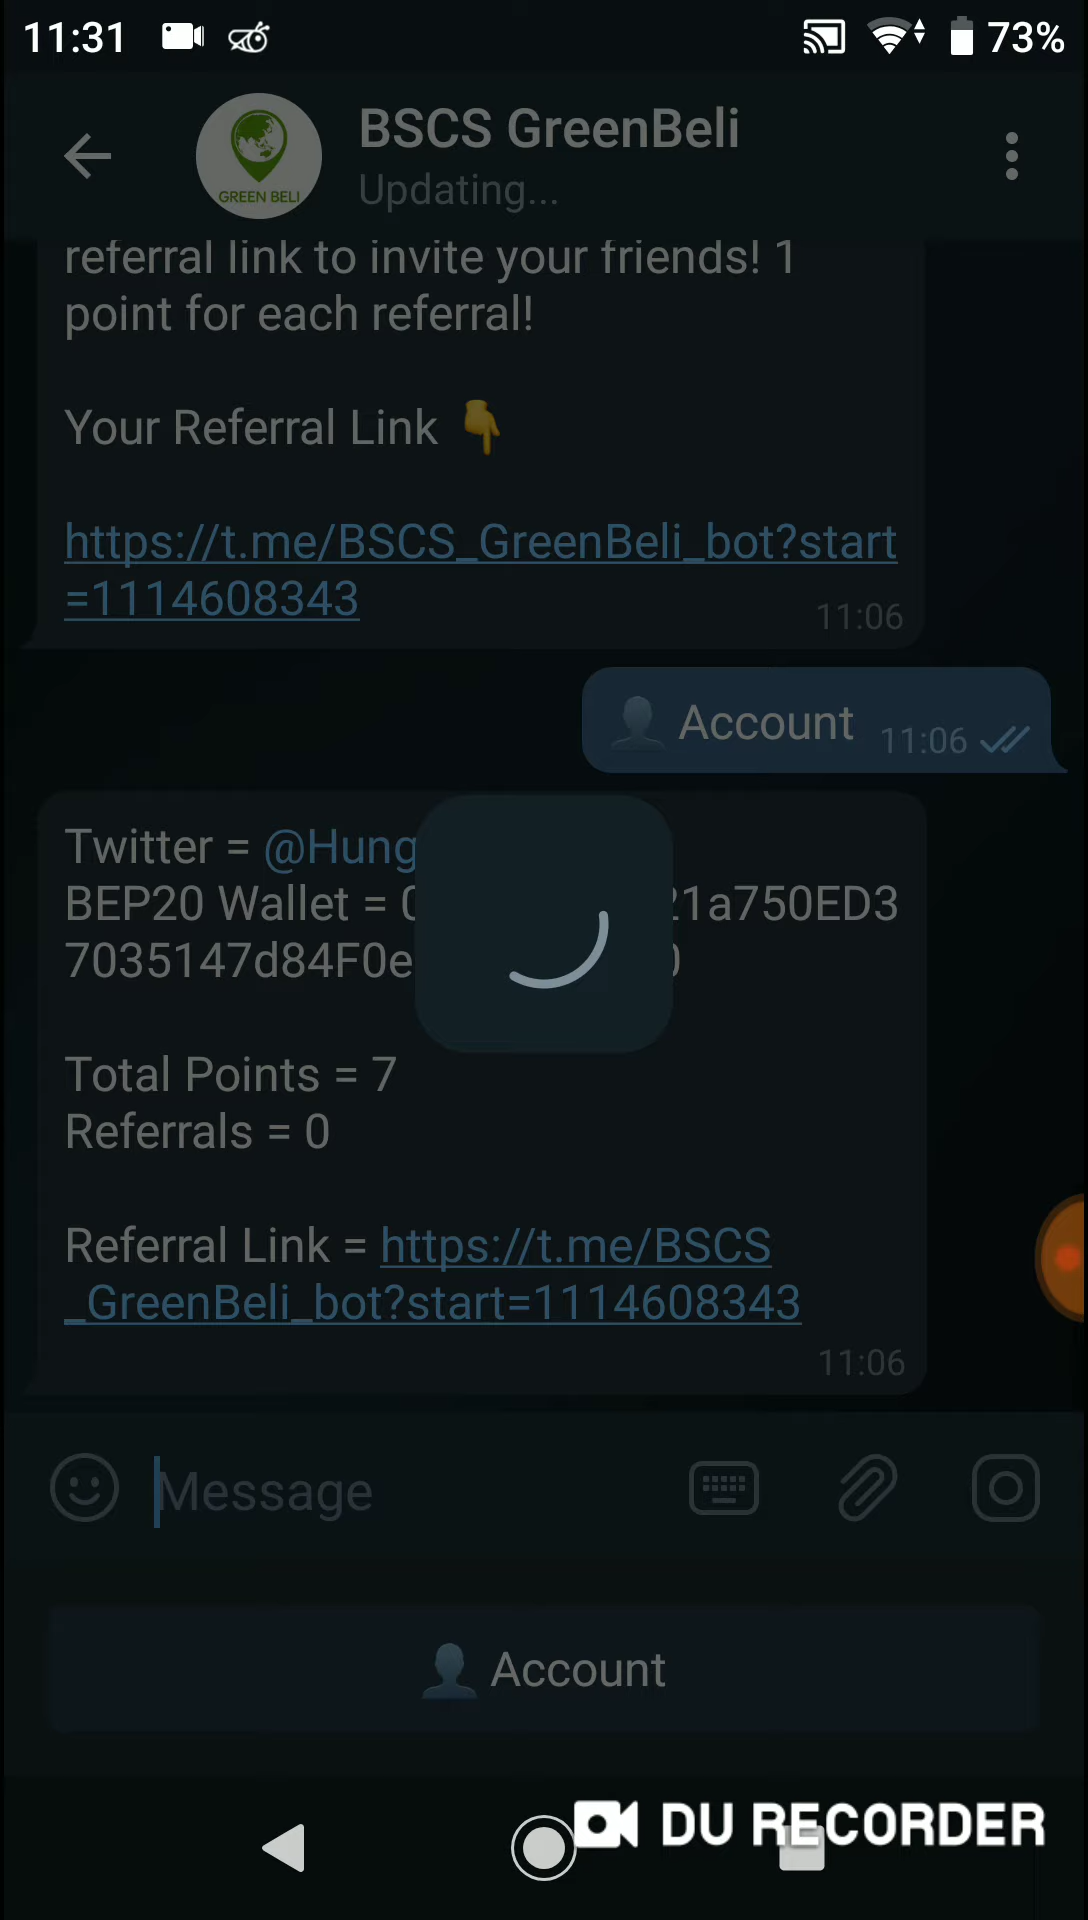 11:31 73%
GREEN BELI
BSCS GreenBeli
Updating...
referral link to invite your friends! 1
point for each referral!
Your Referral Link 👇
https://t.me/BSCS_GreenBeli_bot?start
=1114608343
11:06
👤 Account 11:06
Twitter = @Hung
BEP20 Wallet = 21a750ED3
7035147d84F0e
Total Points = 7
Referrals = 0
Referral Link = https://t.me/BSCS
_GreenBeli_bot?start=1114608343
11:06
Message
👤 Account
DU RECORDER